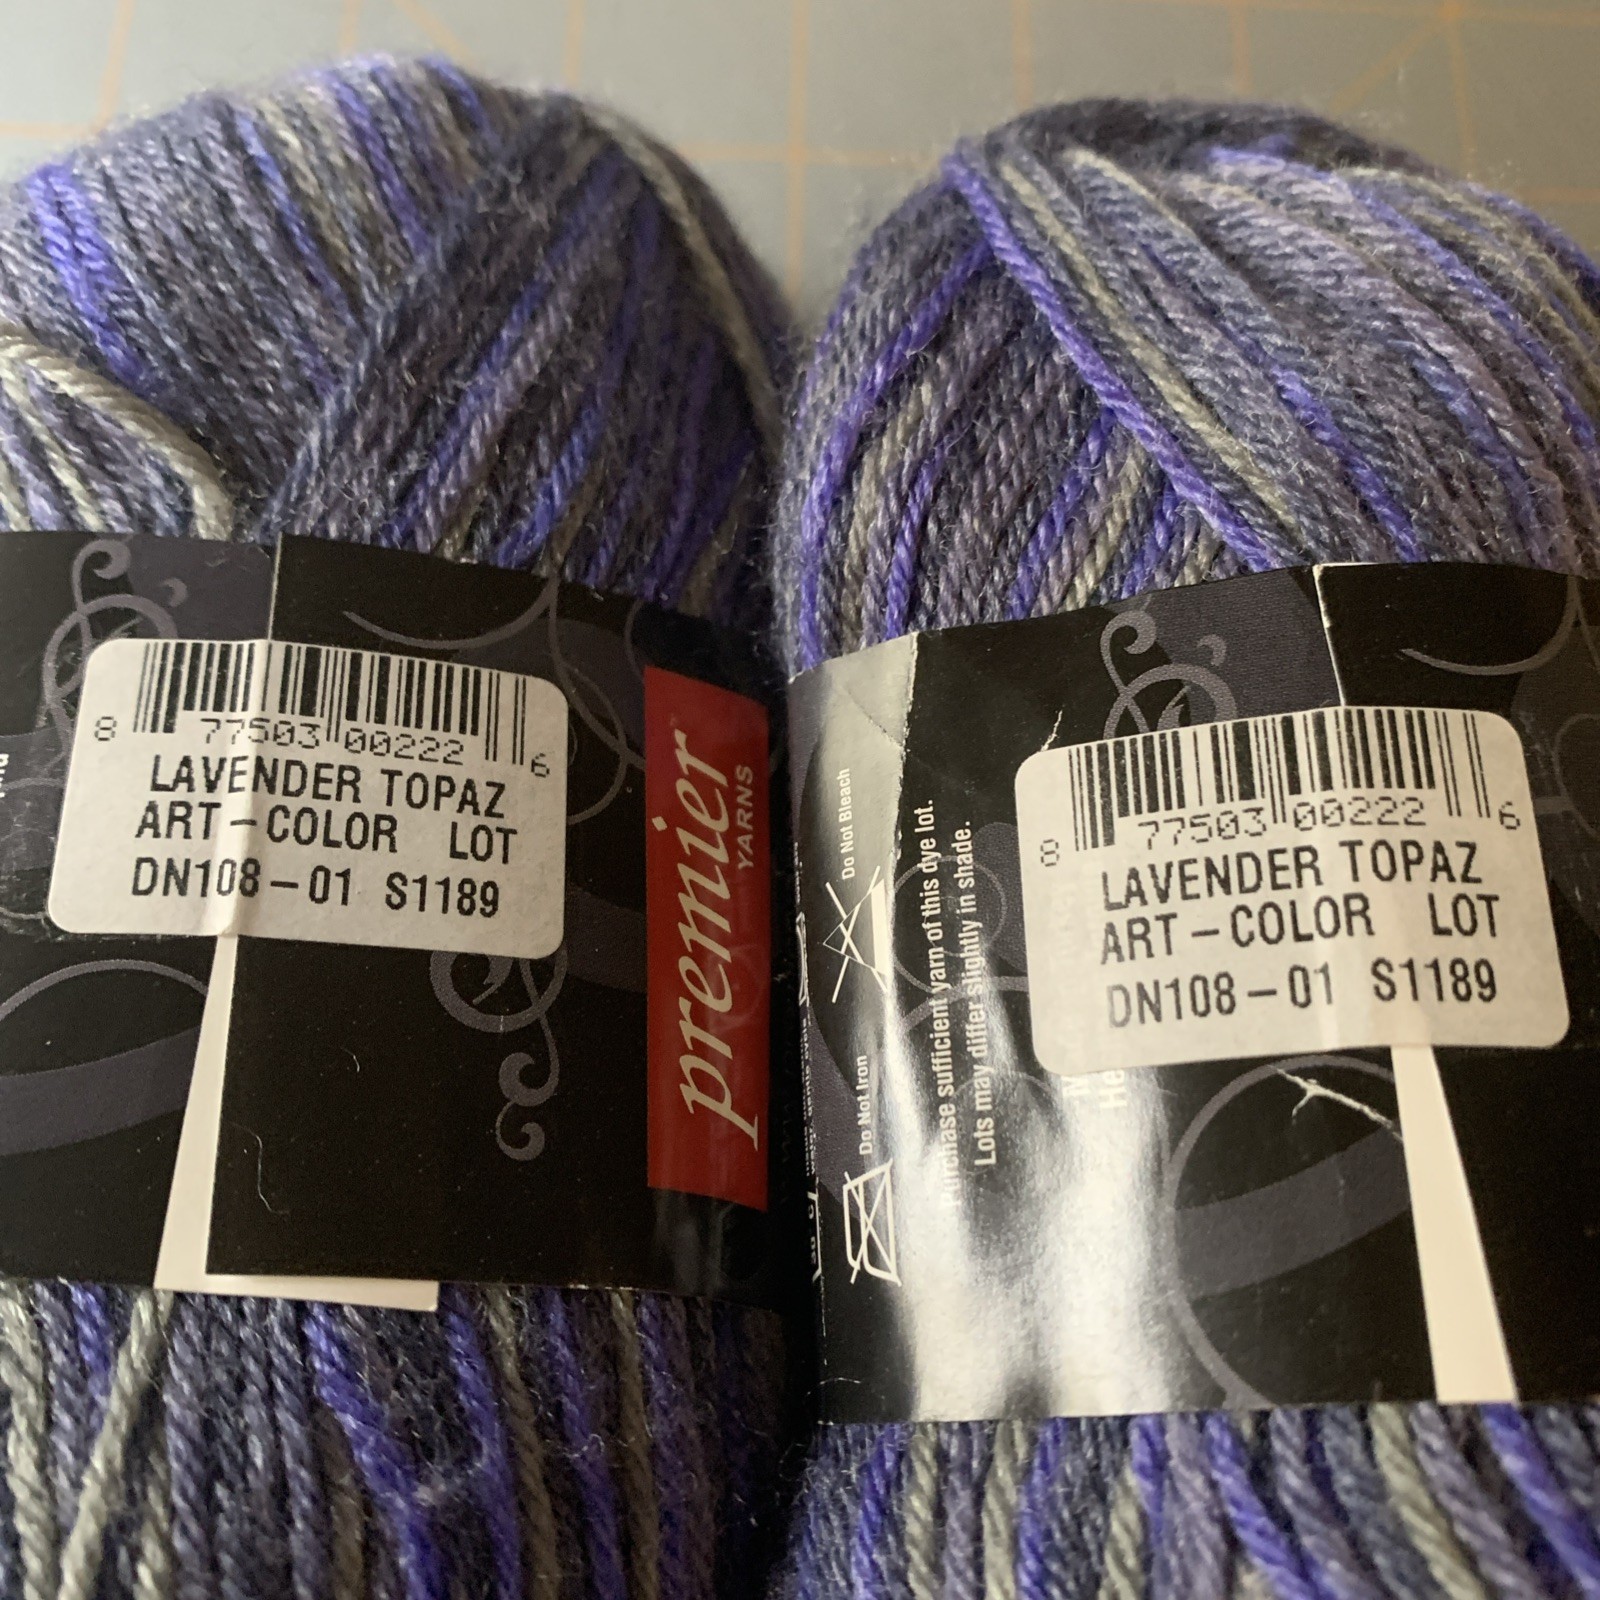 8 77503 00222 6
LAVENDER TOPAZ
ART-COLOR LOT
DN108-01 S1189
premier
YARNS
Do Not Bleach
Do Not Iron
Purchase sufficient yarn of this dye lot.
Lots may differ slightly in shade.
8 77503 00222 6
LAVENDER TOPAZ
ART-COLOR LOT
DN108-01 S1189